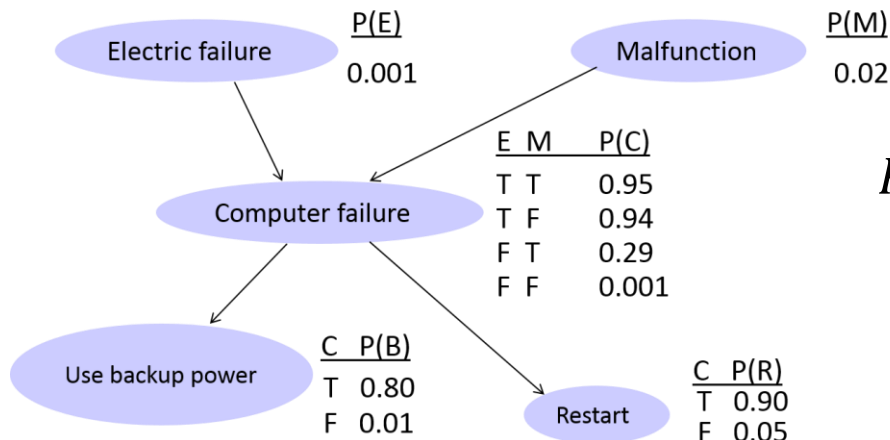 P(E) P(M)
Electric failure Malfunction
0.001 0.02
E M P(C)
T T 0.95
Computer failure T F 0.94
F T 0.29
F F 0.001
C P(B)
Use backup power T 0.80
F 0.01
C P(R)
Restart T 0.90
F 0.05